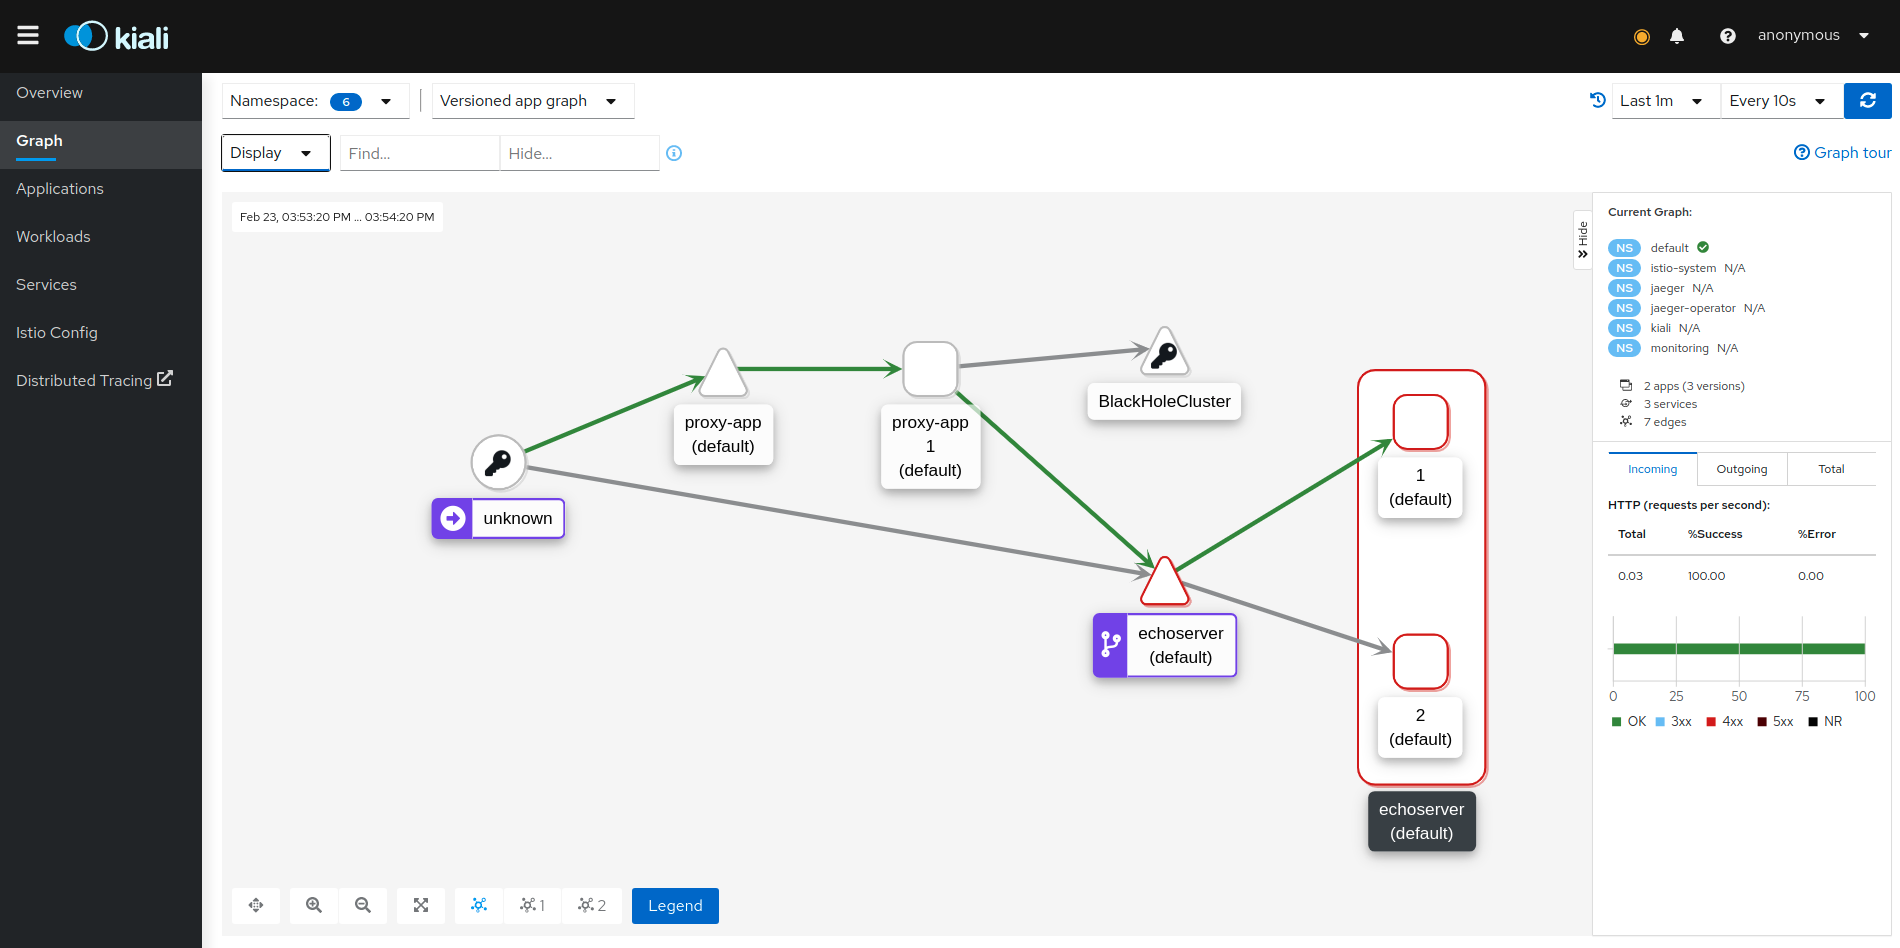 kiali
anonymous
Overview
Graph
Applications
Workloads
Services
Istio Config
Distributed Tracing
Namespace: 6
Versioned app graph
Last 1m
Every 10s
Display
Find...
Hide...
Graph tour
Feb 23, 03:53:20 PM ... 03:54:20 PM
Hide
proxy-app
(default)
proxy-app
1
(default)
BlackHoleCluster
unknown
echoserver
(default)
1
(default)
2
(default)
echoserver
(default)
1
2
Legend
Current Graph:
NS default
NS istio-system N/A
NS jaeger N/A
NS jaeger-operator N/A
NS kiali N/A
NS monitoring N/A
2 apps (3 versions)
3 services
7 edges
Incoming Outgoing Total
HTTP (requests per second):
Total %Success %Error
0.03 100.00 0.00
0 25 50 75 100
OK 3xx 4xx 5xx NR